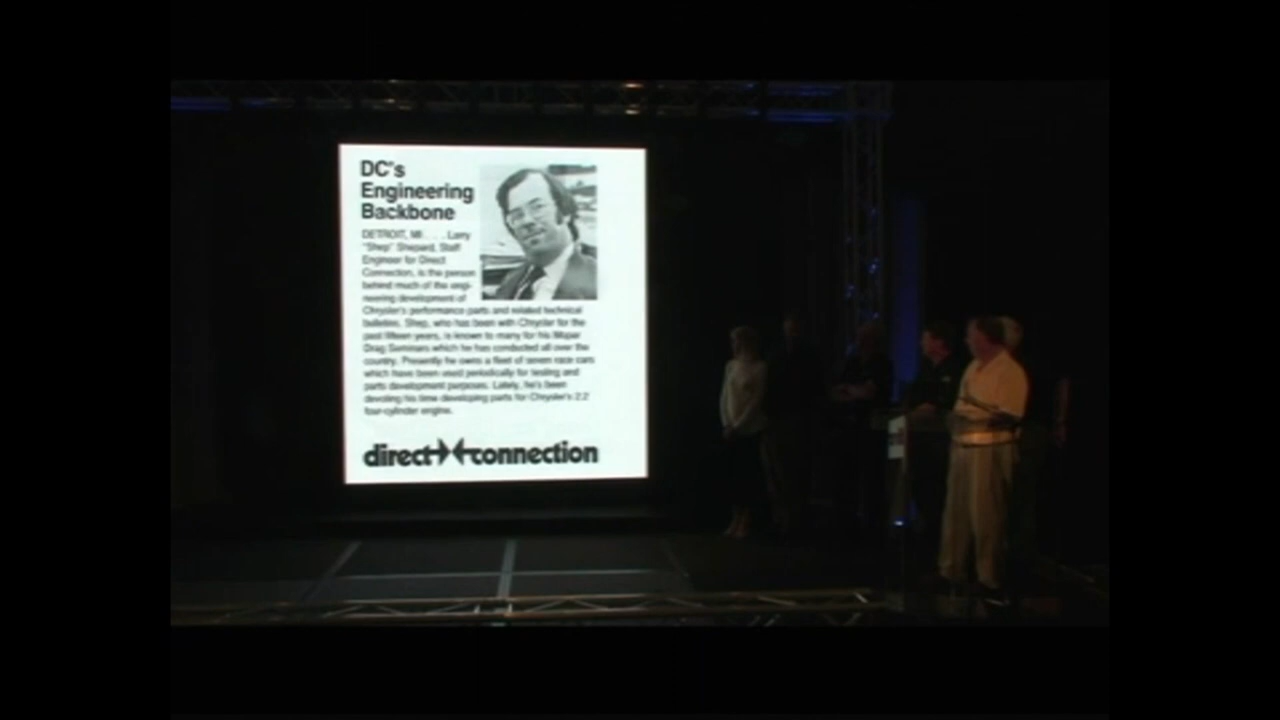 DC's
Engineering
Backbone
DETROIT, MI . . . Larry
"Shep" Shepard, Staff
Engineer for Direct
Connection, is the person
behind much of the engi-
neering development of
Chrysler's performance parts and related technical
bulletins. Shep, who has been with Chrysler for the
past fifteen years, is known to many for his Mopar
Drag Seminars which he has conducted all over the
country. Presently he owns a fleet of seven race cars
which have been used periodically for testing and
parts development purposes. Lately, he's been
devoting his time developing parts for Chrysler's 2.2
four-cylinder engine.
direct connection